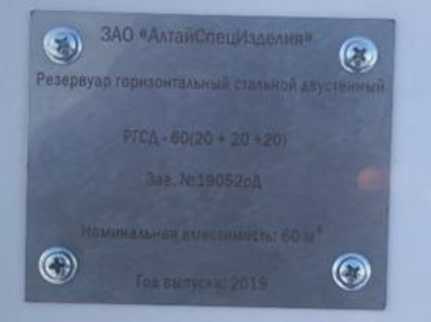 ЗАО «АлтайСпецИзделия»
Резервуар горизонтальный стальной двустенный
РГСД - 60(20 + 20 +20)
Зав. №19052рД
Номинальная вместимость: 60 м³
Год выпуска: 2019